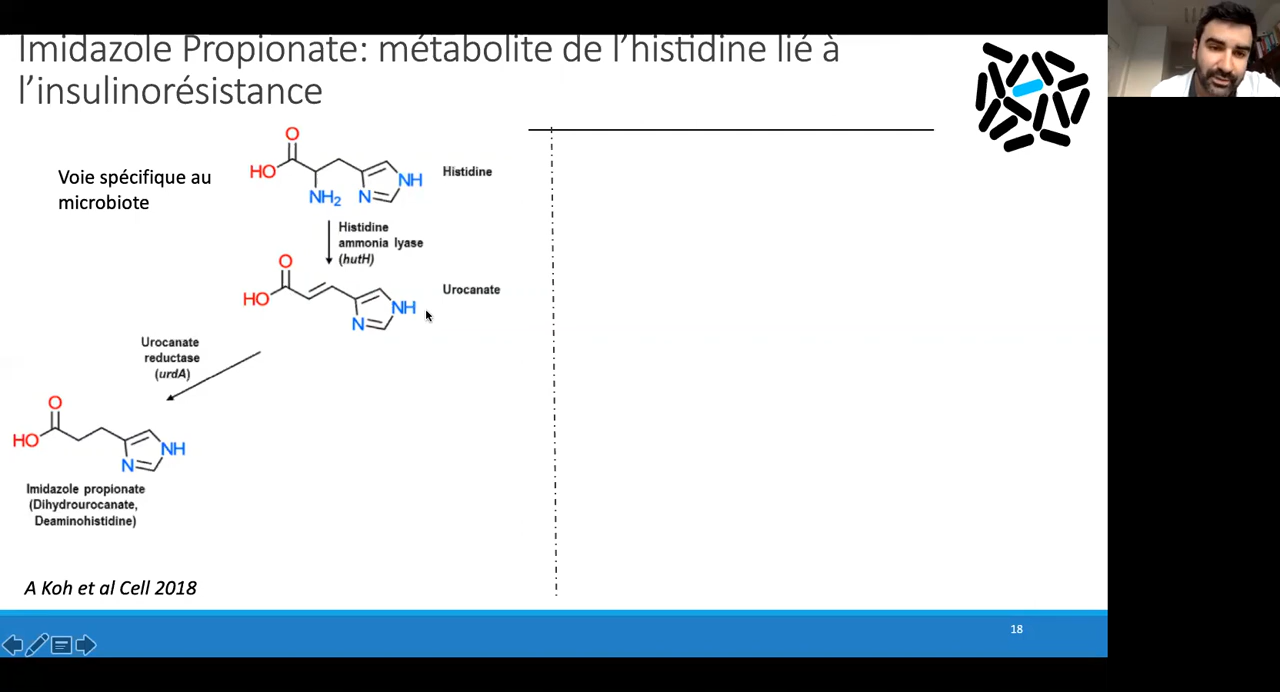 Imidazole Propionate: métabolite de l'histidine lié à
l'insulinorésistance
Voie spécifique au
microbiote
O
HO
NH2
N
NH
Histidine
Histidine
ammonia lyase
(hutH)
O
HO
N
NH
Urocanate
Urocanate
reductase
(urdA)
O
HO
N
NH
Imidazole propionate
(Dihydrourocanate,
Deaminohistidine)
A Koh et al Cell 2018
18